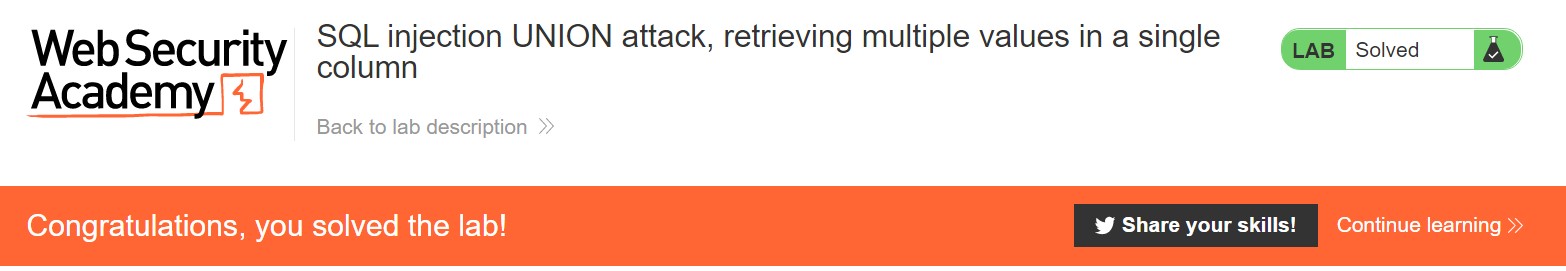 Web Security
Academy
SQL injection UNION attack, retrieving multiple values in a single
column
Back to lab description
LAB Solved
Congratulations, you solved the lab!
Share your skills!
Continue learning